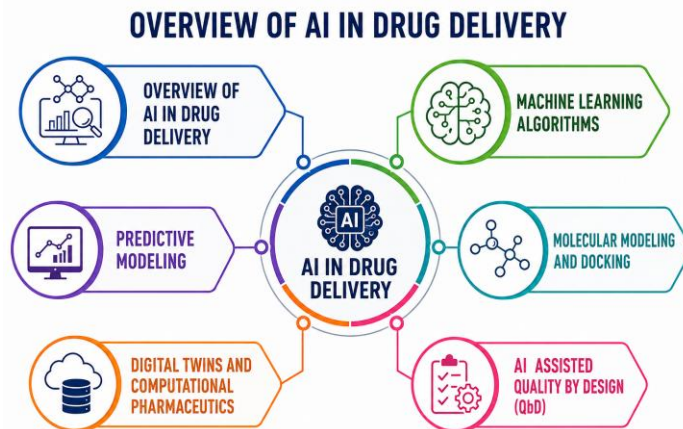 OVERVIEW OF AI IN DRUG DELIVERY
OVERVIEW OF
AI IN DRUG
DELIVERY
MACHINE LEARNING
ALGORITHMS
PREDICTIVE
MODELING
AI
AI IN DRUG
DELIVERY
MOLECULAR MODELING
AND DOCKING
DIGITAL TWINS AND
COMPUTATIONAL
PHARMACEUTICS
AI ASSISTED
QUALITY BY DESIGN
(QbD)